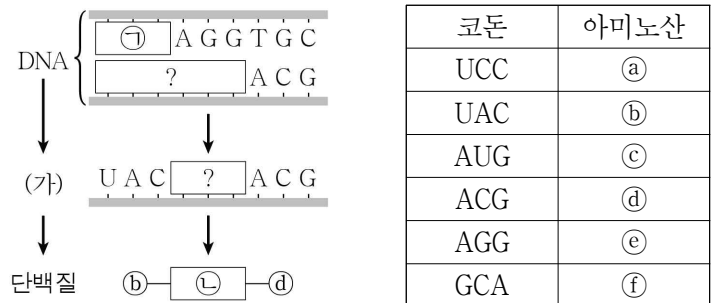 DNA
㉠ A G G T G C
? A C G
(가)
U A C ? A C G
단백질
ⓑ ㉡ ⓓ
코돈 아미노산
UCC ⓐ
UAC ⓑ
AUG ⓒ
ACG ⓓ
AGG ⓔ
GCA ⓕ